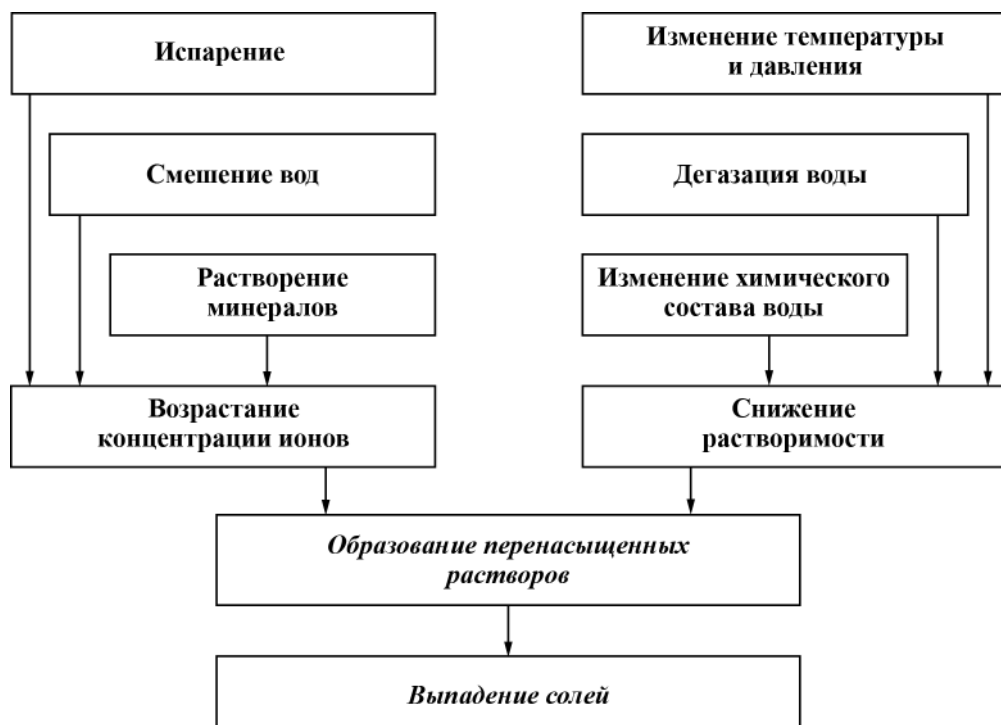 Испарение
Изменение температуры
и давления
Смешение вод
Дегазация воды
Растворение
минералов
Изменение химического
состава воды
Возрастание
концентрации ионов
Снижение
растворимости
Образование перенасыщенных
растворов
Выпадение солей